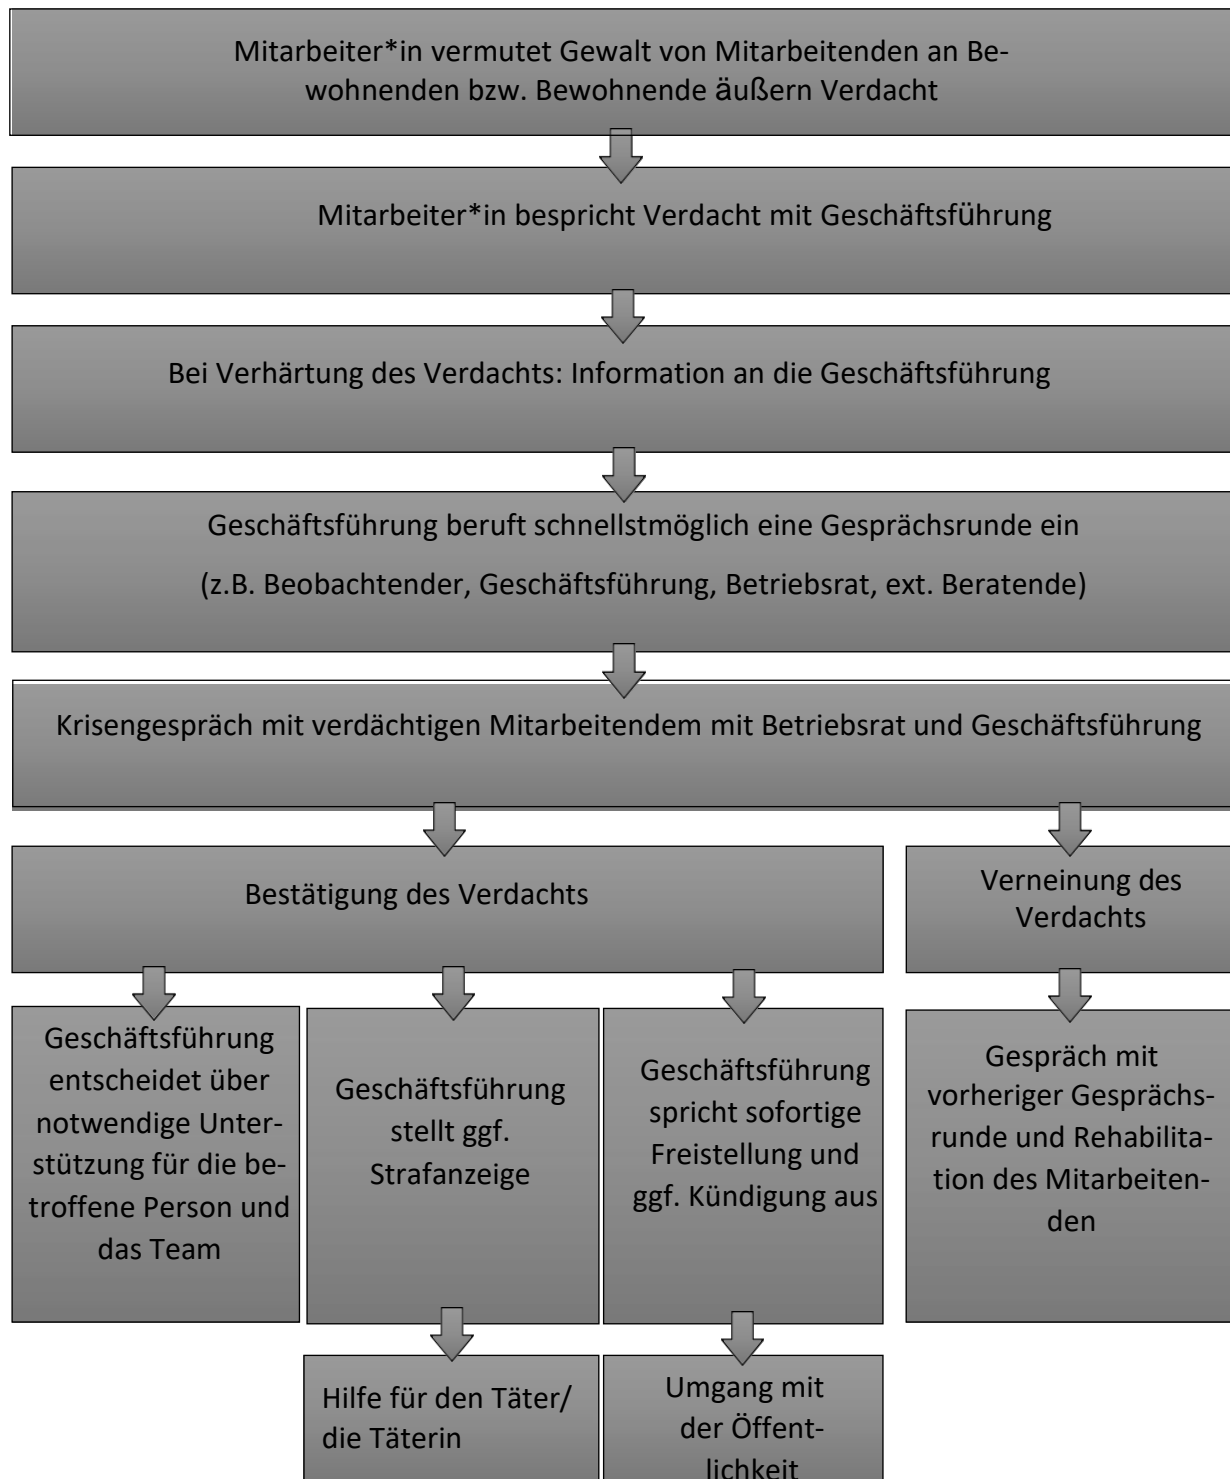 Mitarbeiter*in vermutet Gewalt von Mitarbeitenden an Be-
wohnenden bzw. Bewohnende äußern Verdacht
Mitarbeiter*in bespricht Verdacht mit Geschäftsführung
Bei Verhärtung des Verdachts: Information an die Geschäftsführung
Geschäftsführung beruft schnellstmöglich eine Gesprächsrunde ein
(z.B. Beobachtender, Geschäftsführung, Betriebsrat, ext. Beratende)
Krisengespräch mit verdächtigen Mitarbeitendem mit Betriebsrat und Geschäftsführung
Bestätigung des Verdachts
Verneinung des
Verdachts
Geschäftsführung
entscheidet über
notwendige Unter-
stützung für die be-
troffene Person und
das Team
Geschäftsführung
stellt ggf.
Strafanzeige
Geschäftsführung
spricht sofortige
Freistellung und
ggf. Kündigung aus
Gespräch mit
vorheriger Gesprächs-
runde und Rehabilita-
tion des Mitarbeiten-
den
Hilfe für den Täter/
die Täterin
Umgang mit
der Öffent-
lichkeit